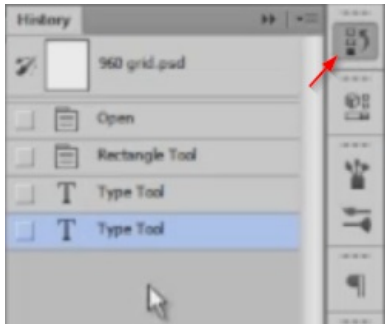 History
960 grid.psd
Open
Rectangle Tool
T Type Tool
T Type Tool